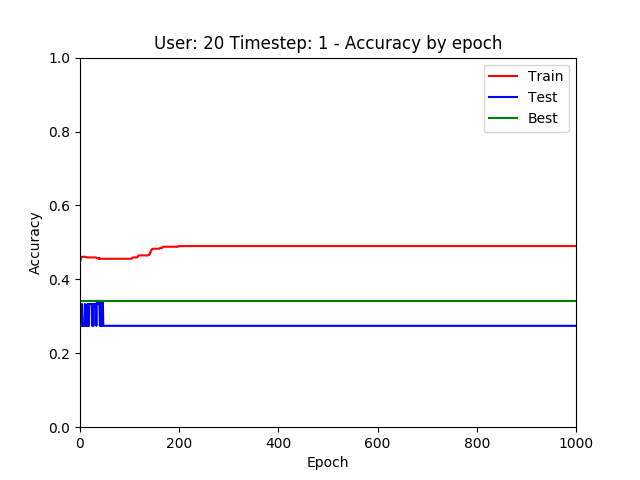 User: 20 Timestep: 1 - Accuracy by epoch
1.0
0.8
0.6
0.4
0.2
0.0
Accuracy
Train
Test
Best
0 200 400 600 800 1000
Epoch